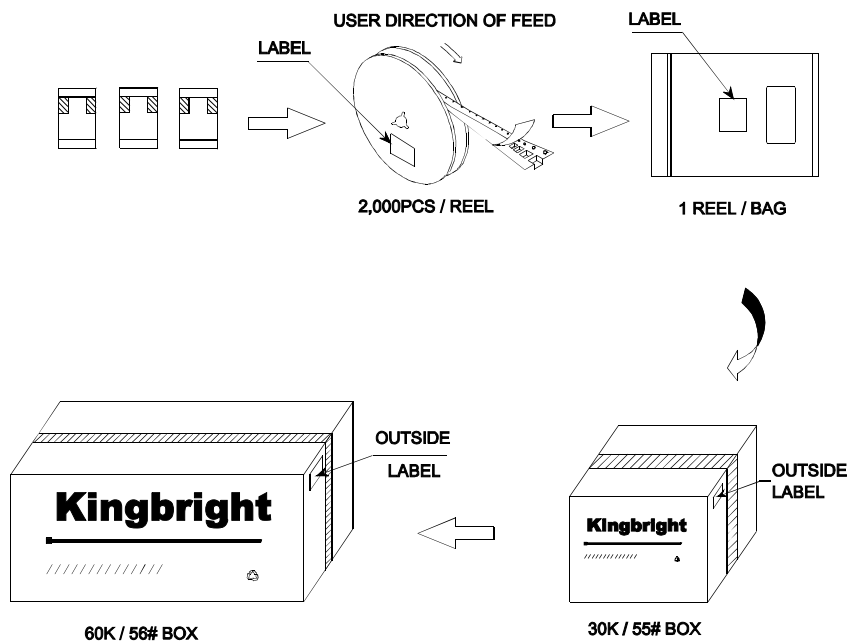 USER DIRECTION OF FEED
LABEL
LABEL
2,000PCS / REEL
1 REEL / BAG
OUTSIDE
LABEL
Kingbright
60K / 56# BOX
OUTSIDE
LABEL
Kingbright
30K / 55# BOX